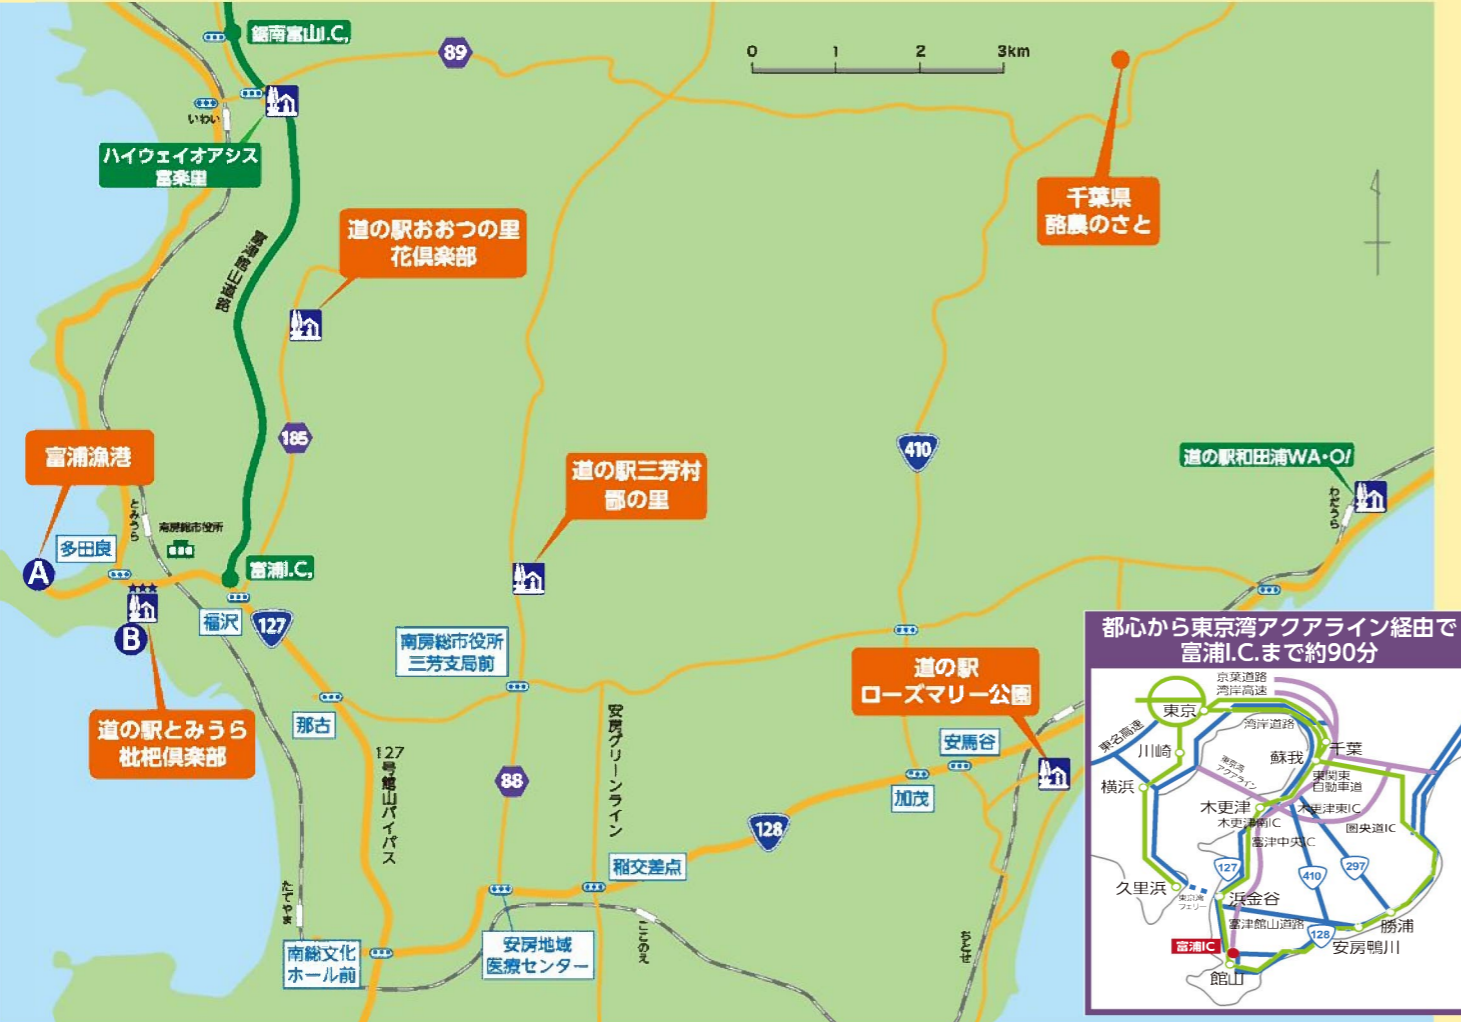 鋸南富山I.C,
89
0 1 2 3km
いわい
ハイウェイオアシス
富楽里
千葉県
酪農のさと
道の駅おおつの里
花倶楽部
富津館山道路
185
410
道の駅和田浦WA・O!
わだうら
富浦漁港
とみうら
南房総市役所
道の駅三芳村
鄙の里
多田良
A
富浦I.C,
B
福沢
127
南房総市役所
三芳支局前
道の駅
ローズマリー公園
道の駅とみうら
枇杷倶楽部
那古
127号館山バイパス
安房グリーンライン
88
安馬谷
加茂
128
稲交差点
たてやま
南総文化
ホール前
安房地域
医療センター
ここのえ
ちとせ
都心から東京湾アクアライン経由で
富浦I.C.まで約90分
京葉道路
湾岸高速
東京
湾岸道路
東名高速
川崎
蘇我
千葉
東京湾
アクアライン
東関東
自動車道
横浜
木更津
木更津東IC
木更津南IC
圏央道IC
富津中央IC
127
410
297
久里浜
東京湾
フェリー
浜金谷
富津館山道路
128
勝浦
安房鴨川
富浦IC
館山